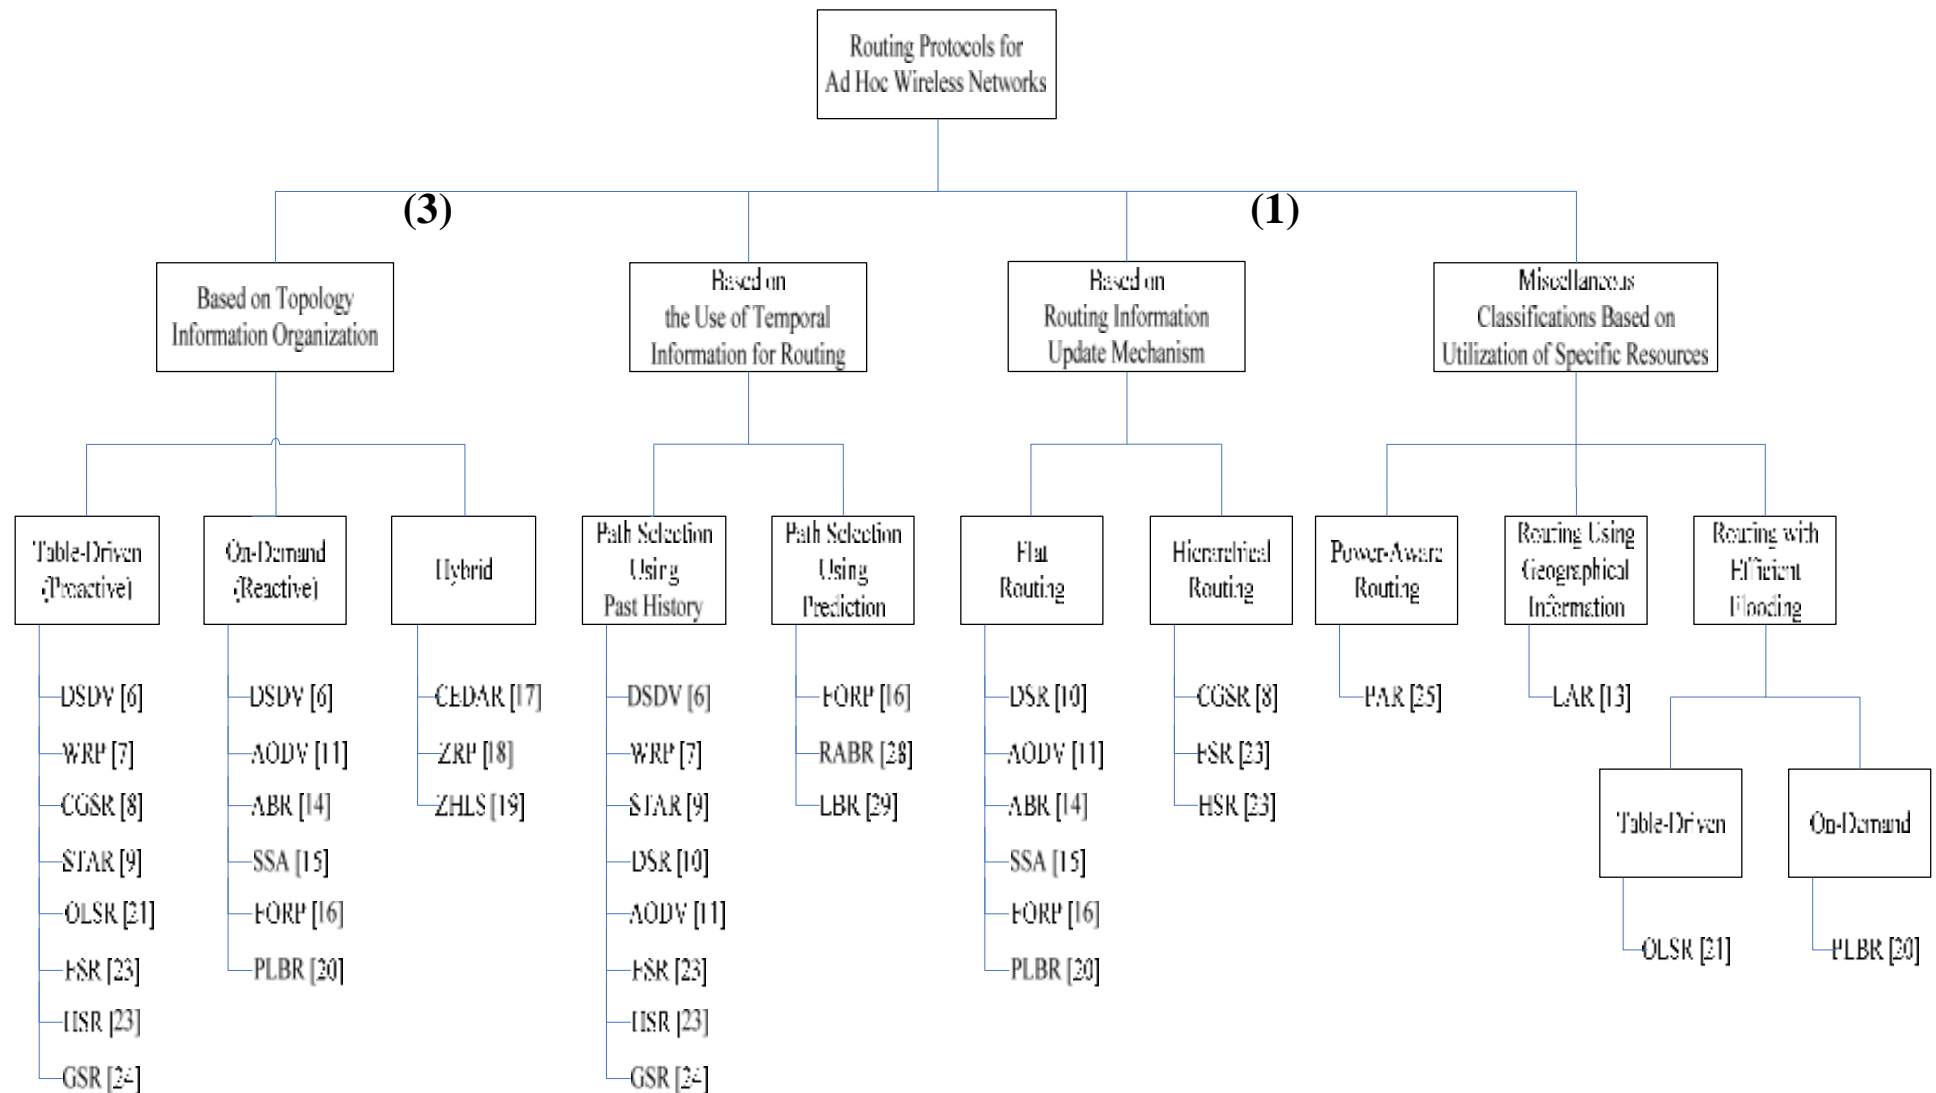 Routing Protocols for
Ad Hoc Wireless Networks
(3)
(1)
Based on Topology
Information Organization
Based on
the Use of Temporal
Information for Routing
Based on
Routing Information
Update Mechanism
Miscellaneous
Classifications Based on
Utilization of Specific Resources
Table-Driven
(Proactive)
On-Demand
(Reactive)
Hybrid
Path Selection
Using
Past History
Path Selection
Using
Prediction
Flat
Routing
Hierarchical
Routing
Power-Aware
Routing
Routing Using
Geographical
Information
Routing with
Efficient
Flooding
DSDV [6]
WRP [7]
CGSR [8]
STAR [9]
OLSR [21]
FSR [23]
HSR [23]
GSR [24]
DSDV [6]
AODV [11]
ABR [14]
SSA [15]
FORP [16]
PLBR [20]
CEDAR [17]
ZRP [18]
ZHLS [19]
DSDV [6]
WRP [7]
STAR [9]
DSR [10]
AODV [11]
FSR [23]
HSR [23]
GSR [24]
FORP [16]
RABR [28]
LBR [29]
DSR [10]
AODV [11]
ABR [14]
SSA [15]
FORP [16]
PLBR [20]
CGSR [8]
FSR [23]
HSR [23]
PAR [25]
LAR [13]
Table-Driven
On-Demand
OLSR [21]
PLBR [20]